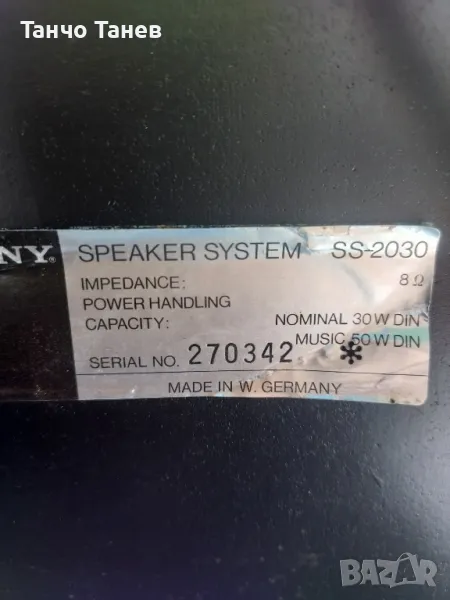 Танчо Танев
NY® SPEAKER SYSTEM SS-2030
IMPEDANCE: 8 Ω
POWER HANDLING
CAPACITY: NOMINAL 30 W DIN
MUSIC 50 W DIN
SERIAL NO. 270342 *
MADE IN W. GERMANY
BAZAR